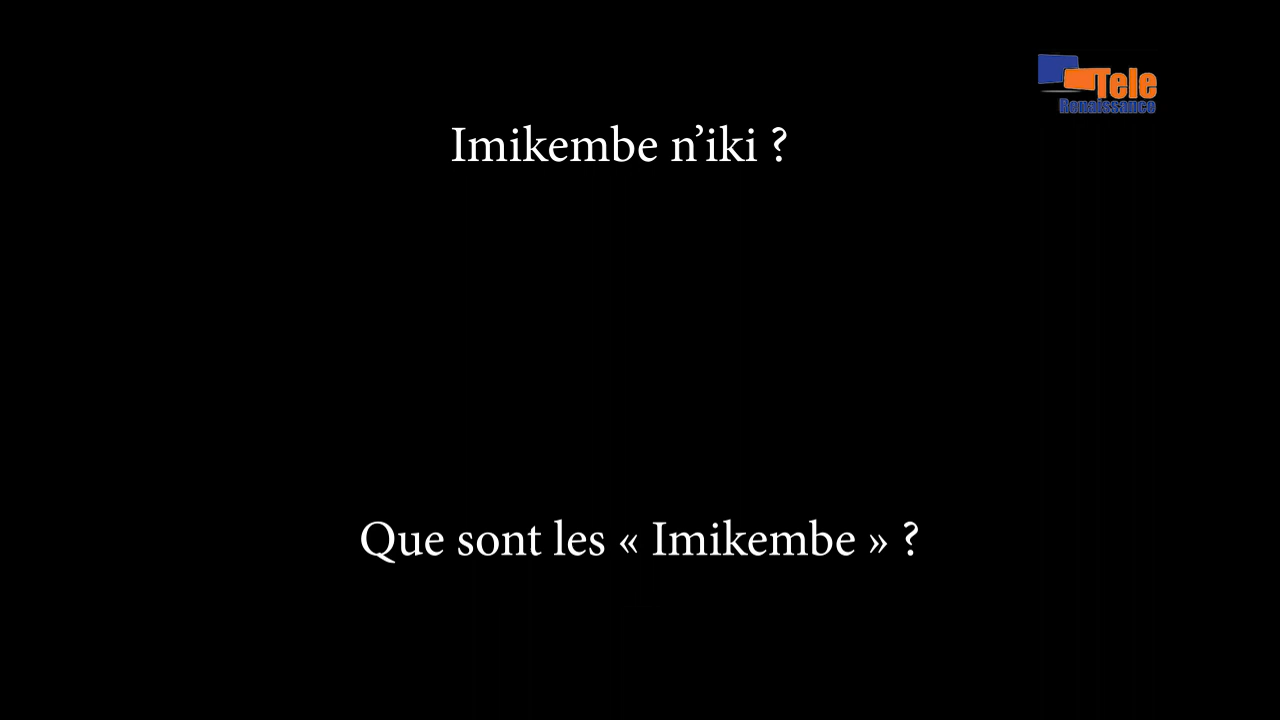 Tele
Renaissance
Imikembe n’iki ?
Que sont les « Imikembe » ?